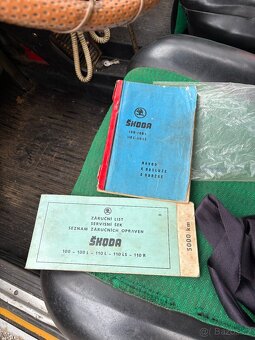 ŠKODA
100-100 L
110 L-110 LS
NÁVOD
K OBSLUZE
A ÚDRŽBĚ
ZÁRUČNÍ LIST
SERVISNÍ ŠEK
SEZNAM ZÁRUČNÍCH OPRAVEN
ŠKODA
100 - 100 L - 110 L - 110 LS - 110 R
5000 km